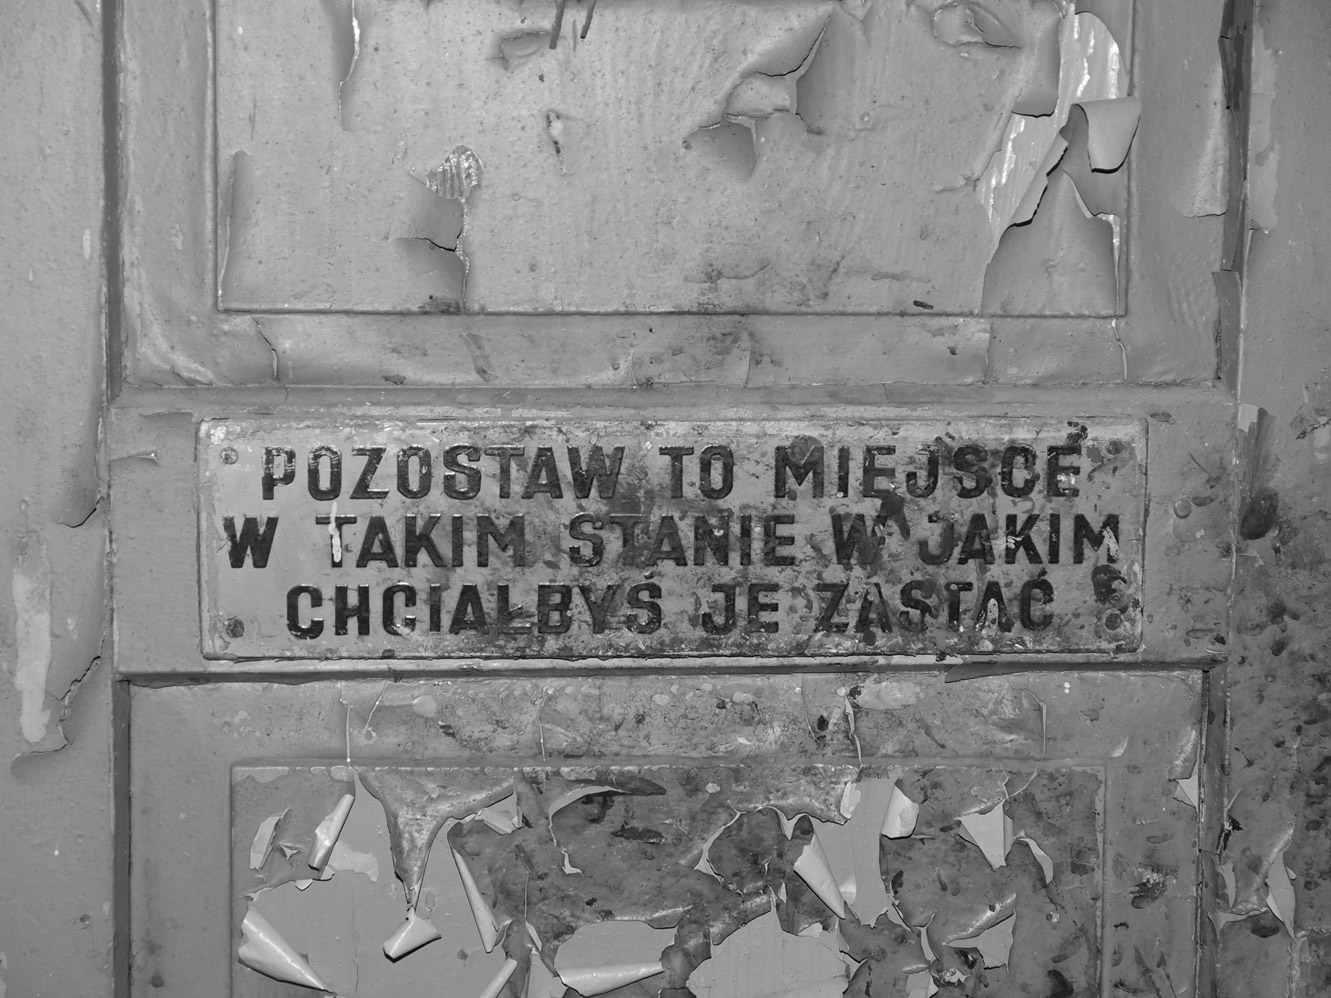 POZOSTAW TO MIEJSCE
W TAKIM STANIE W JAKIM
CHCIAŁBYŚ JE ZASTAĆ